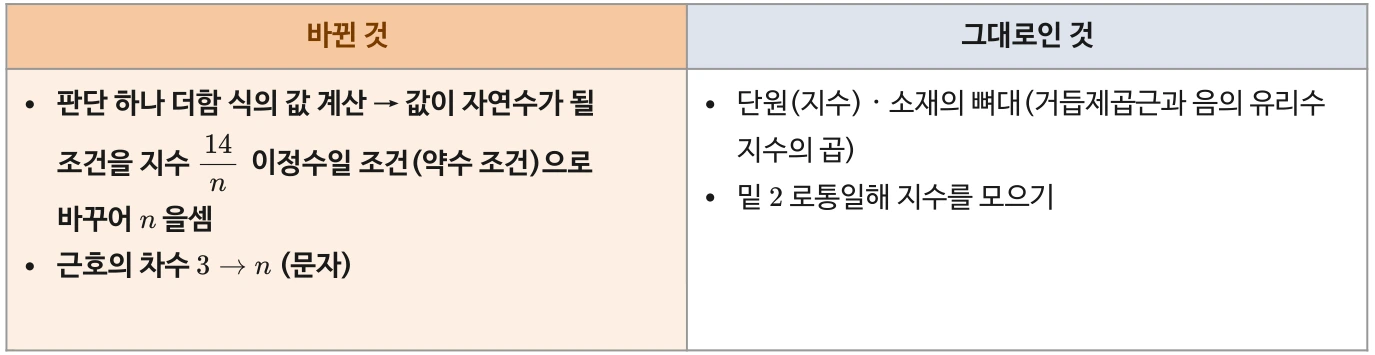 바뀐 것
그대로인 것
• 판단 하나 더함 식의 값 계산 → 값이 자연수가 될
조건을 지수 14/n 이정수일 조건(약수 조건)으로
바꾸어 n 을셈
• 근호의 차수 3 → n (문자)
• 단원(지수)·소재의 뼈대(거듭제곱근과 음의 유리수
지수의 곱)
• 밑 2 로통일해 지수를 모으기